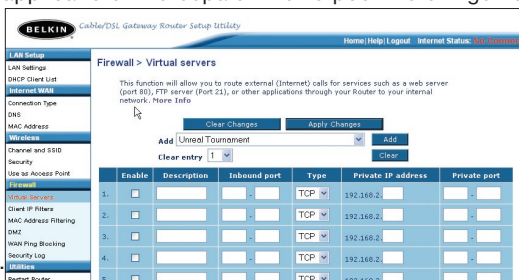 BELKIN Cable/DSL Gateway Router Setup Utility
Home|Help|Logout Internet Status:
LAN Setup
LAN Settings
DHCP Client List
Internet WAN
Connection Type
DNS
MAC Address
Wireless
Channel and SSID
Security
Use as Access Point
Firewall
Virtual Servers
Client IP Filters
MAC Address Filtering
DMZ
WAN Ping Blocking
Security Log
Utilities
Restart Router
Firewall > Virtual servers
This function will allow you to route external (Internet) calls for services such as a web server
(port 80), FTP server (Port 21), or other applications through your Router to your internal
network. More Info
Clear Changes Apply Changes
Add Unreal Tournament Add
Clear entry 1 Clear
Enable Description Inbound port Type Private IP address Private port
1. - TCP 192.168.2. -
2. - TCP 192.168.2. -
3. - TCP 192.168.2. -
4. - TCP 192.168.2. -
5. TCP